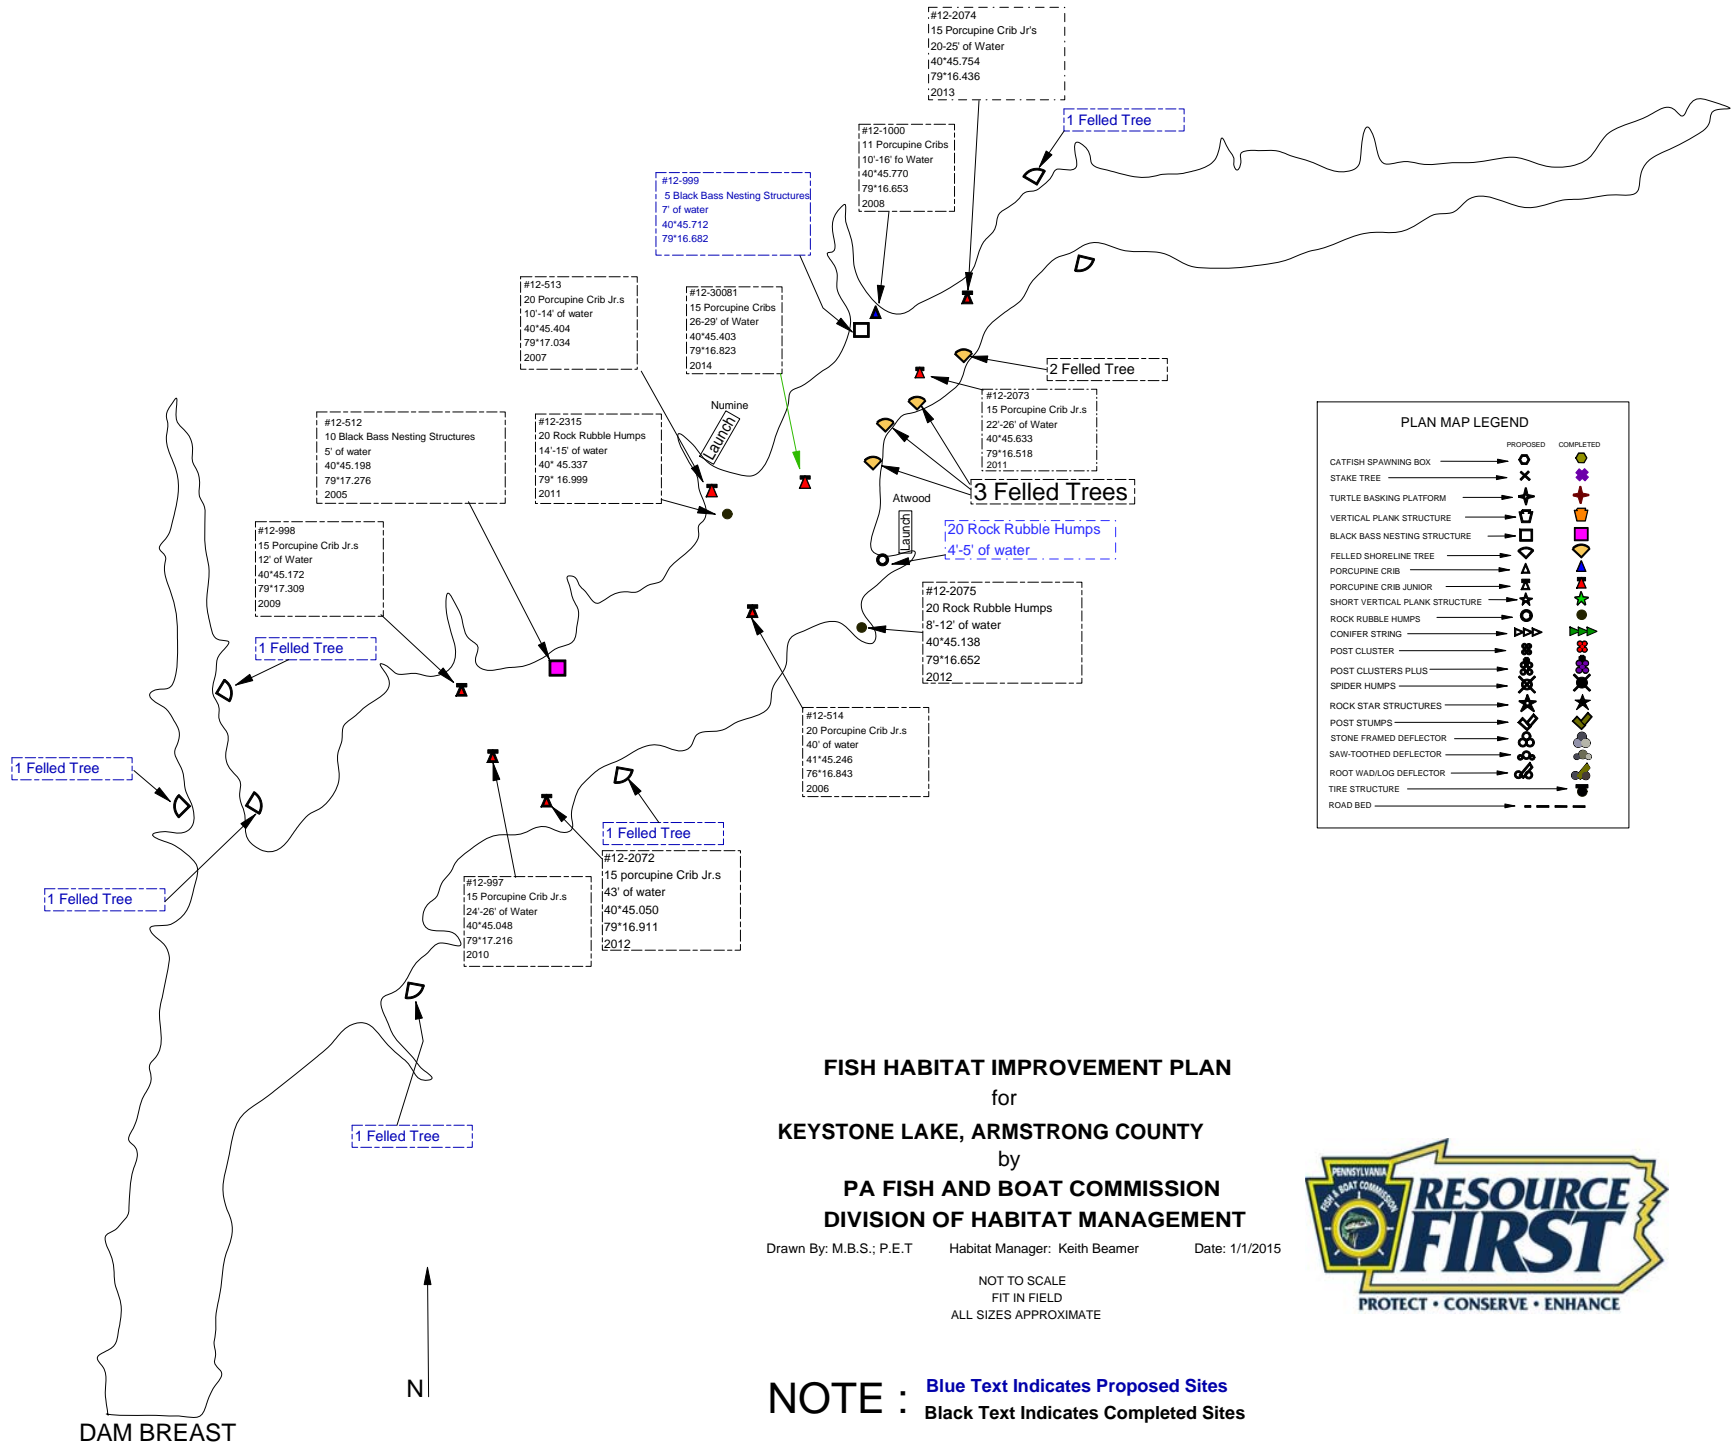 #12-2074
15 Porcupine Crib Jr's
20-25' of Water
40*45.754
79*16.436
2013
1 Felled Tree
#12-1000
11 Porcupine Cribs
10'-16' fo Water
40*45.770
79*16.653
2008
#12-999
5 Black Bass Nesting Structures
7' of water
40*45.712
79*16.682
#12-513
20 Porcupine Crib Jr.s
10'-14' of water
40*45.404
79*17.034
2007
#12-30081
15 Porcupine Cribs
26-29' of Water
40*45.403
79*16.823
2014
2 Felled Tree
#12-2073
15 Porcupine Crib Jr.s
22'-26' of Water
40*45.633
79*16.518
2011
Numine
Launch
#12-512
10 Black Bass Nesting Structures
5' of water
40*45.198
79*17.276
2005
#12-2315
20 Rock Rubble Humps
14'-15' of water
40* 45.337
79* 16.999
2011
3 Felled Trees
Atwood
Launch
20 Rock Rubble Humps
4'-5' of water
#12-998
15 Porcupine Crib Jr.s
12' of Water
40*45.172
79*17.309
2009
#12-2075
20 Rock Rubble Humps
8'-12' of water
40*45.138
79*16.652
2012
1 Felled Tree
#12-514
20 Porcupine Crib Jr.s
40' of water
41*45.246
76*16.843
2006
1 Felled Tree
1 Felled Tree
1 Felled Tree
#12-2072
15 porcupine Crib Jr.s
43' of water
40*45.050
79*16.911
2012
#12-997
15 Porcupine Crib Jr.s
24'-26' of Water
40*45.048
79*17.216
2010
1 Felled Tree
PLAN MAP LEGEND
PROPOSED COMPLETED
CATFISH SPAWNING BOX
STAKE TREE
TURTLE BASKING PLATFORM
VERTICAL PLANK STRUCTURE
BLACK BASS NESTING STRUCTURE
FELLED SHORELINE TREE
PORCUPINE CRIB
PORCUPINE CRIB JUNIOR
SHORT VERTICAL PLANK STRUCTURE
ROCK RUBBLE HUMPS
CONIFER STRING
POST CLUSTER
POST CLUSTERS PLUS
SPIDER HUMPS
ROCK STAR STRUCTURES
POST STUMPS
STONE FRAMED DEFLECTOR
SAW-TOOTHED DEFLECTOR
ROOT WAD/LOG DEFLECTOR
TIRE STRUCTURE
ROAD BED
FISH HABITAT IMPROVEMENT PLAN
for
KEYSTONE LAKE, ARMSTRONG COUNTY
by
PA FISH AND BOAT COMMISSION
DIVISION OF HABITAT MANAGEMENT
Drawn By: M.B.S.; P.E.T Habitat Manager: Keith Beamer Date: 1/1/2015
NOT TO SCALE
FIT IN FIELD
ALL SIZES APPROXIMATE
PENNSYLVANIA
FISH & BOAT COMMISSION
RESOURCE
FIRST
PROTECT • CONSERVE • ENHANCE
N
NOTE :
Blue Text Indicates Proposed Sites
Black Text Indicates Completed Sites
DAM BREAST